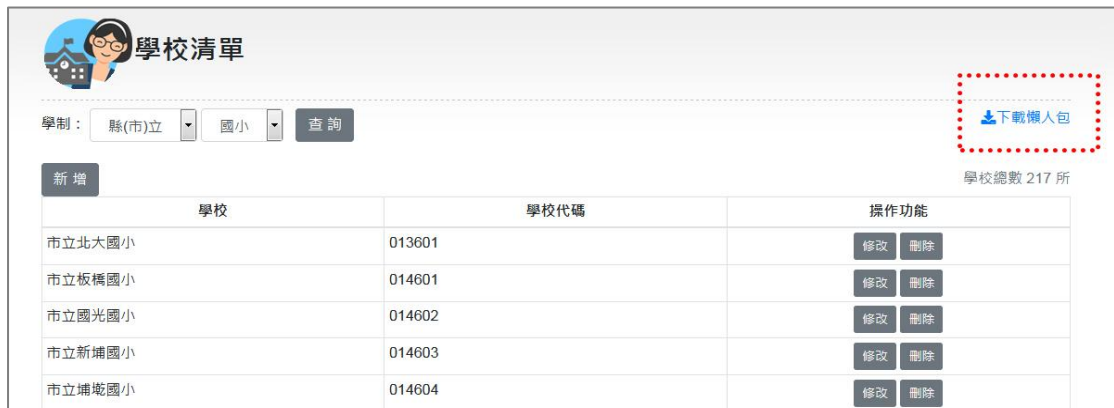 學校清單
學制： 縣(市)立 國小 查詢 下載懶人包
新增 學校總數 217 所
學校 學校代碼 操作功能
市立北大國小 013601 修改 刪除
市立板橋國小 014601 修改 刪除
市立國光國小 014602 修改 刪除
市立新埔國小 014603 修改 刪除
市立埔墘國小 014604 修改 刪除